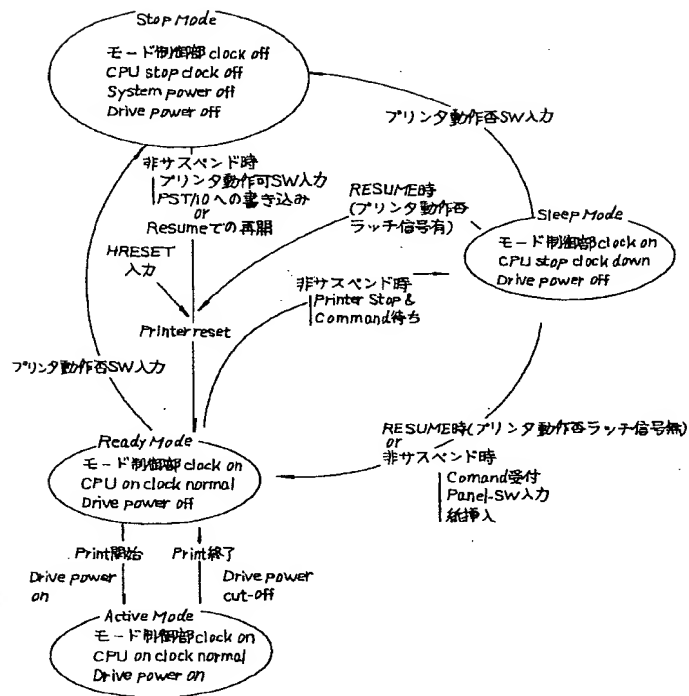 Stop Mode
モード制御部 clock off
CPU stop clock off
System power off
Drive power off
プリンタ動作否SW入力
非サスペンド時
プリンタ動作可SW入力
PST/IOへの書き込み
or
Resumeでの再開
HRESET
入力
RESUME時
(プリンタ動作否
ラッチ信号有)
Sleep Mode
モード制御部 clock on
CPU stop clock down
Drive power off
非サスペンド時
Printer Stop &
Command待ち
Printer reset
プリンタ動作否SW入力
RESUME時(プリンタ動作否ラッチ信号無)
or
非サスペンド時
Comand受付
Panel-SW入力
紙挿入
Ready Mode
モード制御部 clock on
CPU on clock normal
Drive power off
Print開始
Print終了
Drive power
on
Drive power
cut-off
Active Mode
モード制御部 clock on
CPU on clock normal
Drive power on